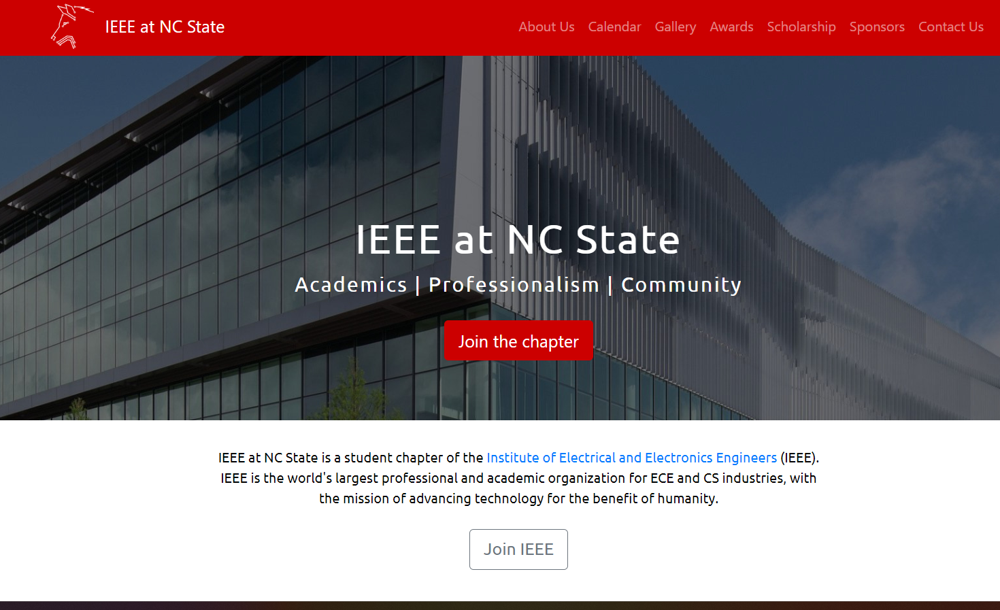 IEEE at NC State
About Us Calendar Gallery Awards Scholarship Sponsors Contact Us
IEEE at NC State
Academics | Professionalism | Community
Join the chapter
IEEE at NC State is a student chapter of the Institute of Electrical and Electronics Engineers (IEEE).
IEEE is the world's largest professional and academic organization for ECE and CS industries, with
the mission of advancing technology for the benefit of humanity.
Join IEEE